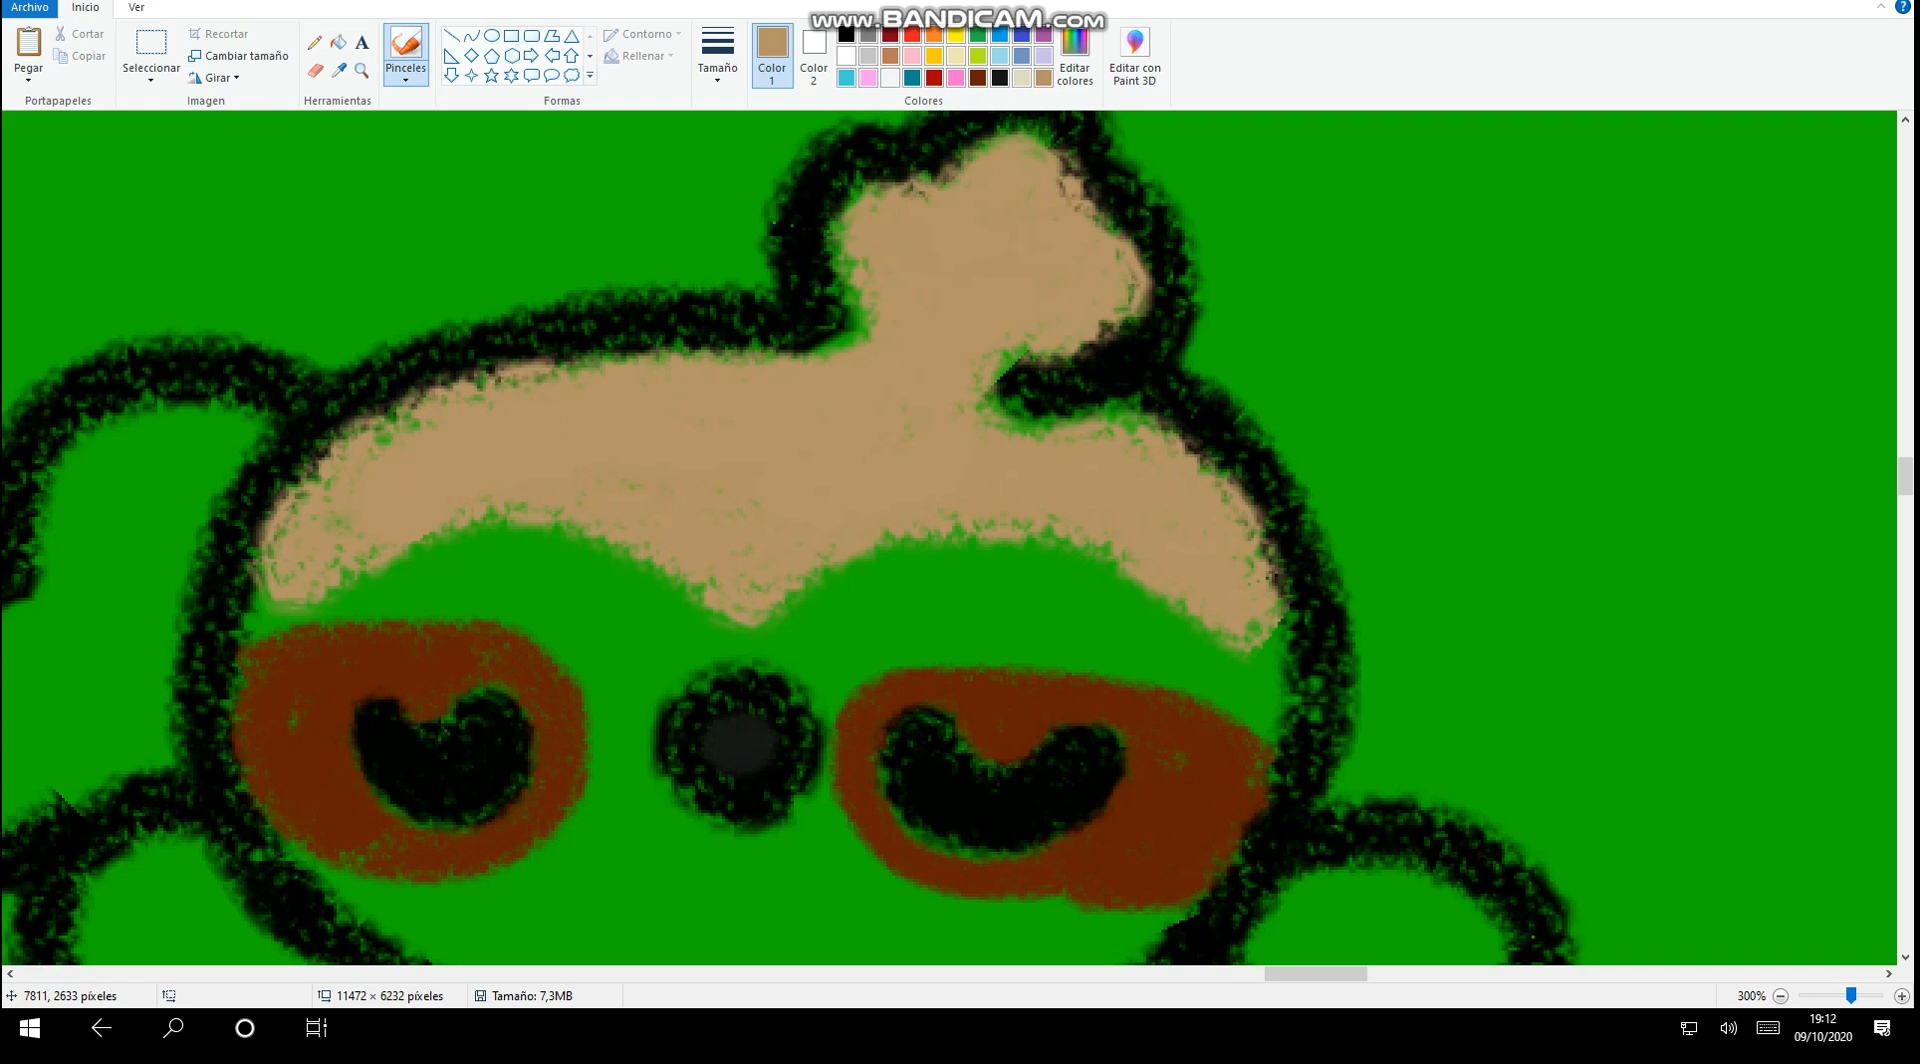 www.BANDICAM.com
Archivo Inicio Ver
Pegar
Cortar
Copiar
Portapapeles
Seleccionar
Recortar
Cambiar tamaño
Girar
Imagen
A
Herramientas
Pinceles
Contorno
Rellenar
Formas
Tamaño
Color 1
Color 2
Colores
Editar colores
Editar con Paint 3D
7811, 2633 píxeles
11472 × 6232 píxeles
Tamaño: 7,3MB
300%
19:12
09/10/2020